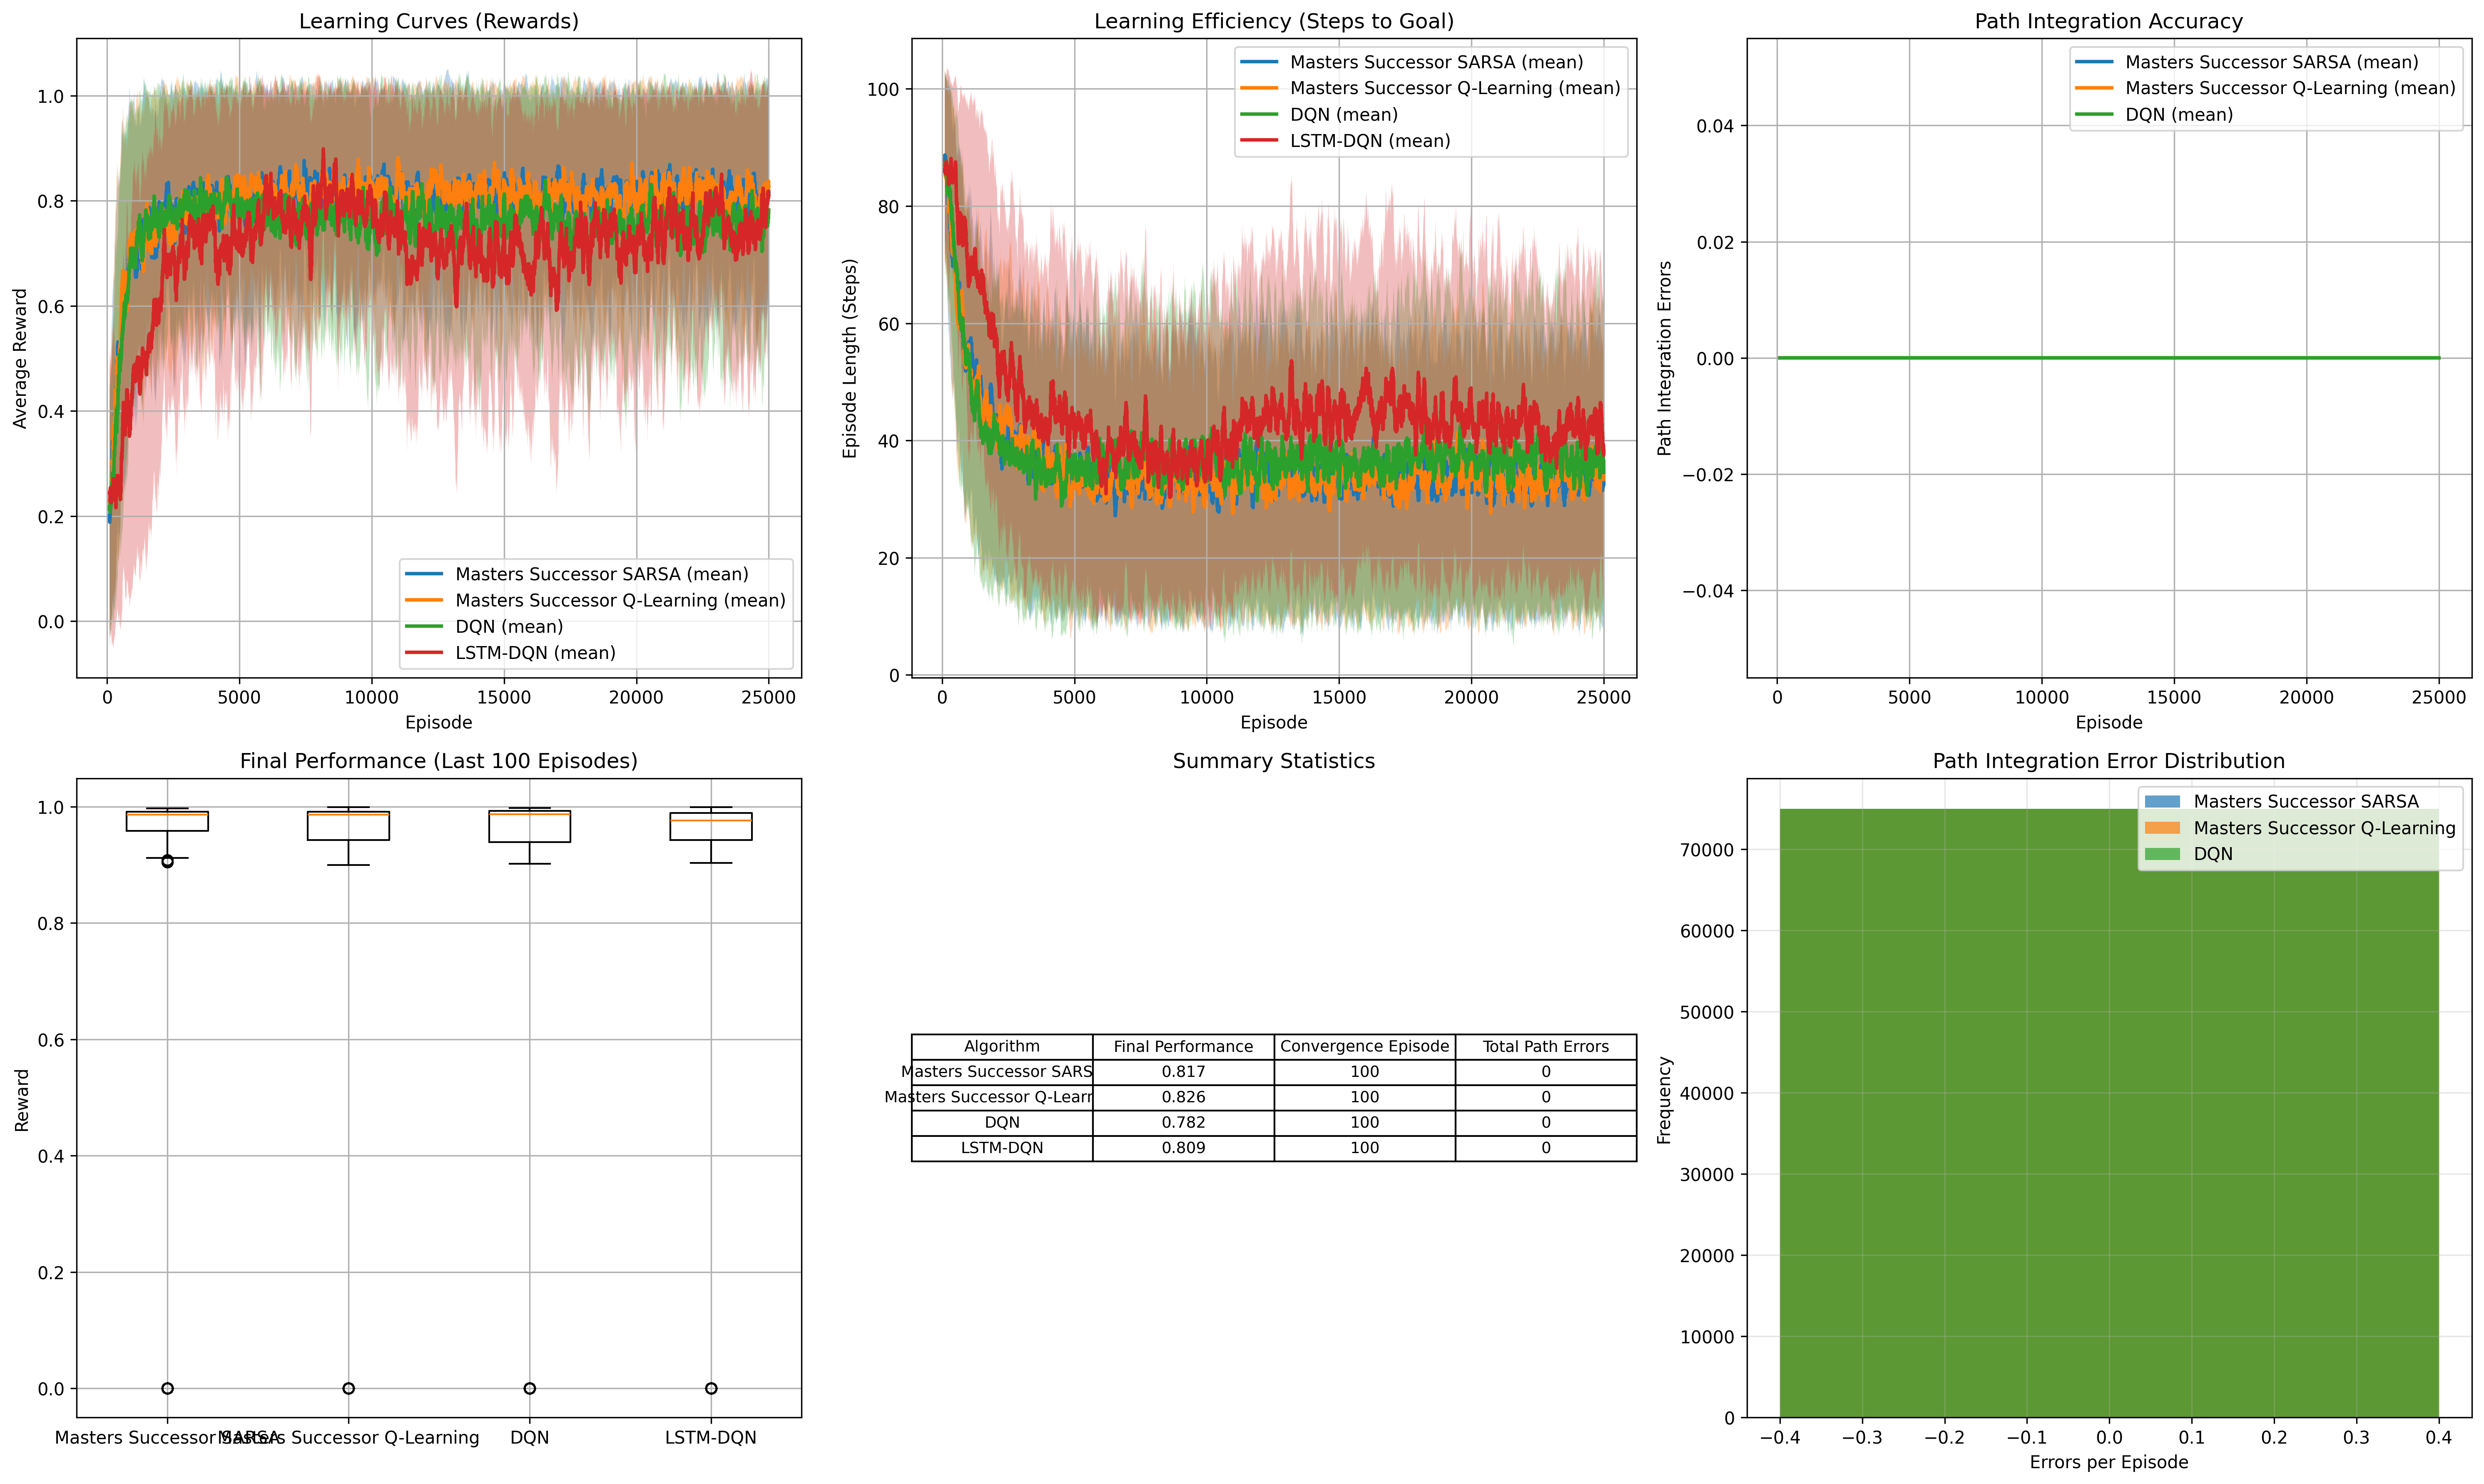 Learning Curves (Rewards)
Average Reward
1.0
0.8
0.6
0.4
0.2
0.0
Masters Successor SARSA (mean)
Masters Successor Q-Learning (mean)
DQN (mean)
LSTM-DQN (mean)
0 5000 10000 15000 20000 25000
Episode
Learning Efficiency (Steps to Goal)
Episode Length (Steps)
100
80
60
40
20
0
Masters Successor SARSA (mean)
Masters Successor Q-Learning (mean)
DQN (mean)
LSTM-DQN (mean)
0 5000 10000 15000 20000 25000
Episode
Path Integration Accuracy
Path Integration Errors
0.04
0.02
0.00
−0.02
−0.04
Masters Successor SARSA (mean)
Masters Successor Q-Learning (mean)
DQN (mean)
0 5000 10000 15000 20000 25000
Episode
Final Performance (Last 100 Episodes)
Reward
1.0
0.8
0.6
0.4
0.2
0.0
Masters Successor SARSA Masters Successor Q-Learning DQN LSTM-DQN
Summary Statistics
Algorithm Final Performance Convergence Episode Total Path Errors
Masters Successor SARS 0.817 100 0
Masters Successor Q-Learr 0.826 100 0
DQN 0.782 100 0
LSTM-DQN 0.809 100 0
Path Integration Error Distribution
Frequency
70000
60000
50000
40000
30000
20000
10000
0
Masters Successor SARSA
Masters Successor Q-Learning
DQN
−0.4 −0.3 −0.2 −0.1 0.0 0.1 0.2 0.3 0.4
Errors per Episode